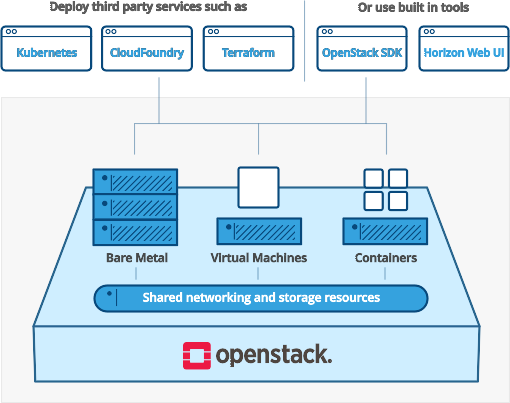 Deploy third party services such as
Or use built in tools
Kubernetes
CloudFoundry
Terraform
OpenStack SDK
Horizon Web UI
Bare Metal
Virtual Machines
Containers
Shared networking and storage resources
openstack.